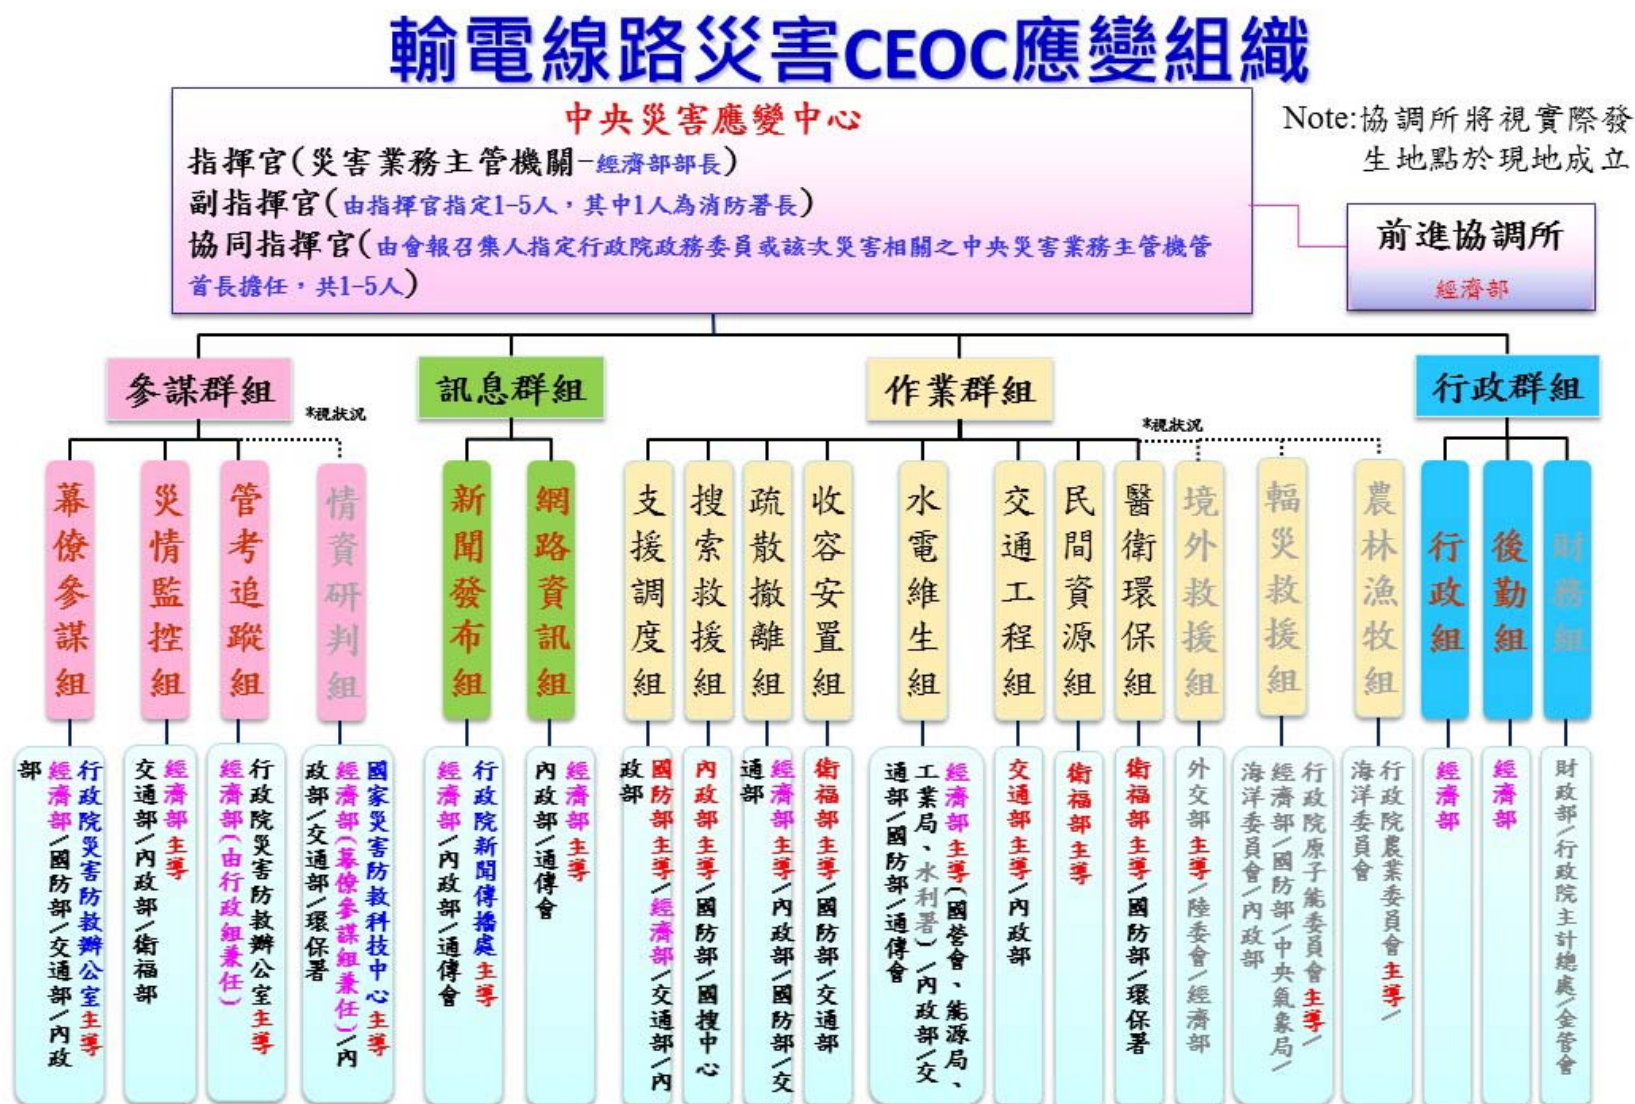 輸電線路災害CEOC應變組織
中央災害應變中心
指揮官(災害業務主管機關-經濟部部長)
副指揮官(由指揮官指定1-5人，其中1人為消防署長)
協同指揮官(由會報召集人指定行政院政務委員或該次災害相關之中央災害業務主管機管
首長擔任，共1-5人)
Note:協調所將視實際發
生地點於現地成立
前進協調所
經濟部
參謀群組
訊息群組
作業群組
行政群組
*視狀況
*視狀況
幕僚參謀組
災情監控組
管考追蹤組
情資研判組
新聞發布組
網路資訊組
支援調度組
搜索救援組
疏散撤離組
收容安置組
水電維生組
交通工程組
民間資源組
醫衛環保組
境外救援組
輻災救援組
農林漁牧組
行政組
後勤組
財務組
行政院災害防救辦公室主導
經濟部/國防部/交通部/內政
部
經濟部主導
交通部/內政部/衛福部
行政院災害防救辦公室主導
經濟部(由行政組兼任)
國家災害防救科技中心主導
經濟部(幕僚參謀組兼任)/內
政部/交通部/環保署
行政院新聞傳播處主導
經濟部/內政部/通傳會
經濟部主導
內政部/通傳會
國防部主導/經濟部/交通部/內
政部
內政部主導/國防部/國搜中心
經濟部主導/內政部/國防部/交
通部
衛福部主導/國防部/交通部
經濟部主導(國營會、能源局、
工業局、水利署)/內政部/交
通部/國防部/通傳會
交通部主導/內政部
衛福部主導
衛福部主導/國防部/環保署
外交部主導/陸委會/經濟部
行政院原子能委員會主導/
經濟部/國防部/中央氣象局/
海洋委員會/內政部
行政院農業委員會主導/
海洋委員會
經濟部
經濟部
財政部/行政院主計總處/金管會